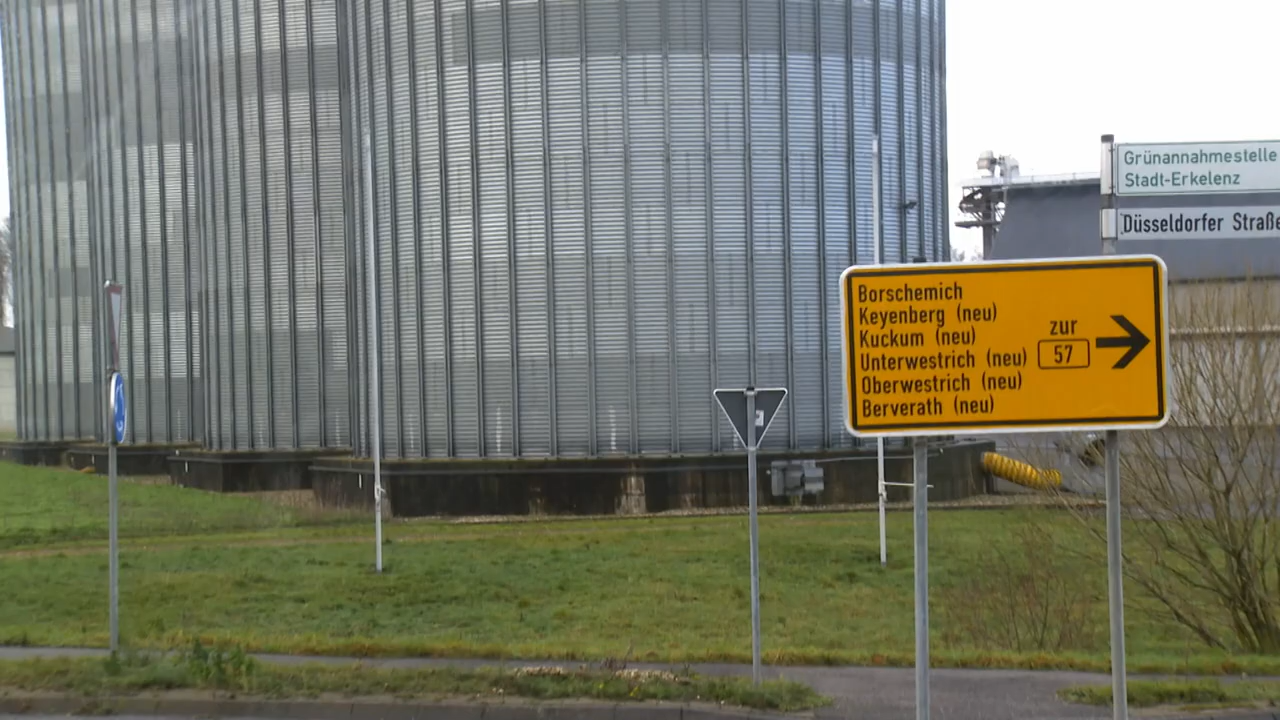 Grünannahmestelle
Stadt-Erkelenz
Düsseldorfer Straße
Borschemich
Keyenberg (neu)
Kuckum (neu)
Unterwestrich (neu)
Oberwestrich (neu)
Berverath (neu)
zur
57